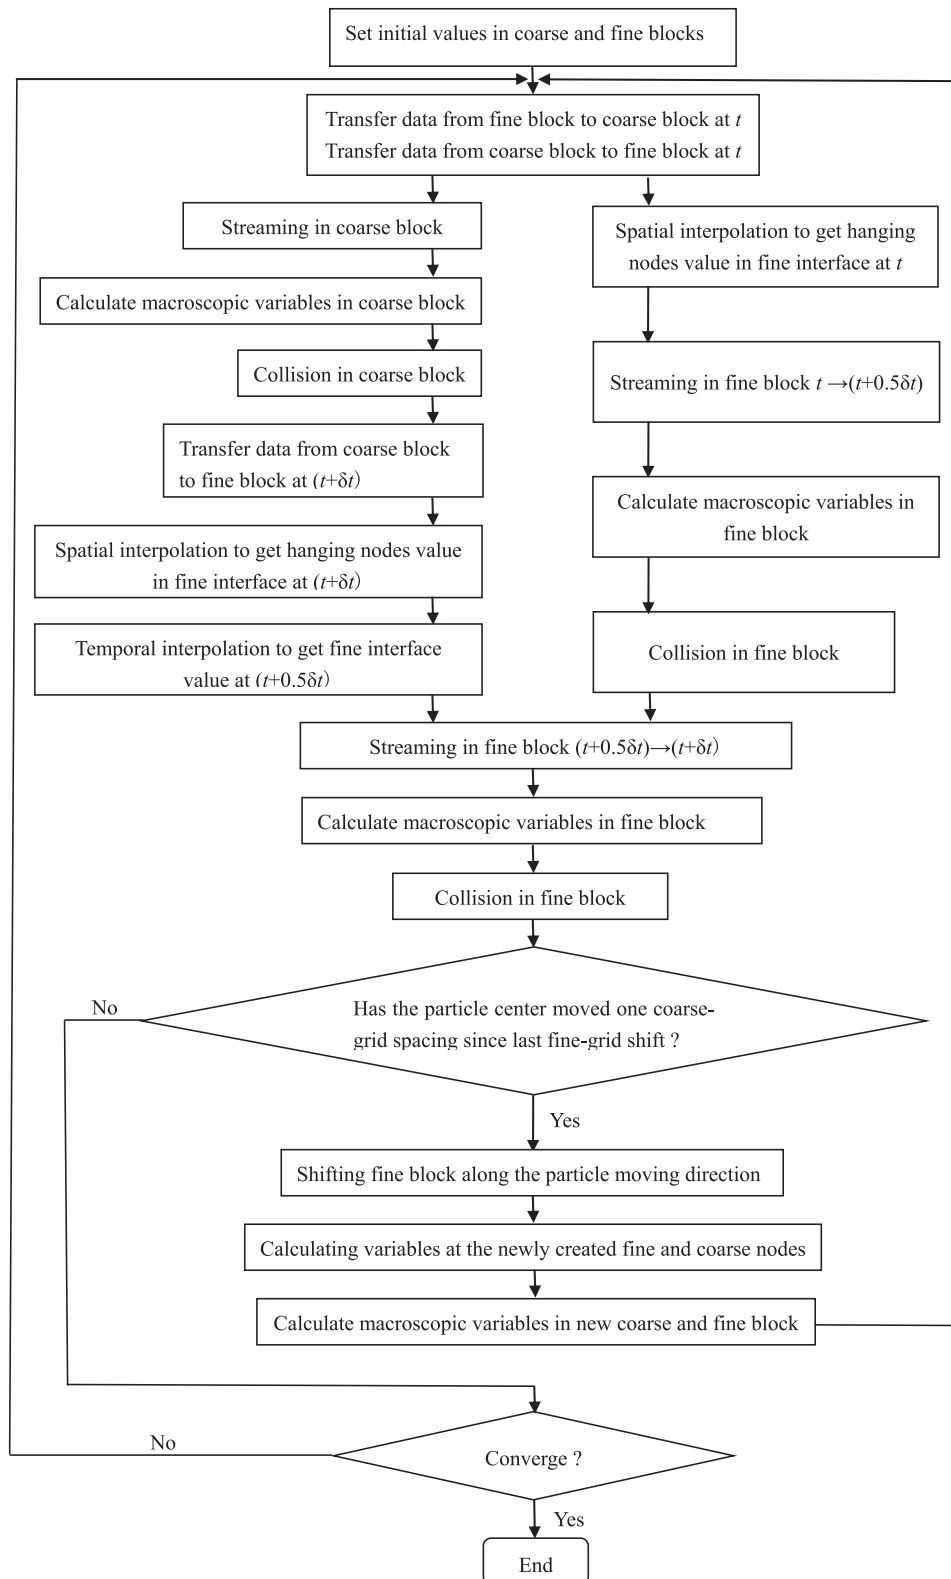 Set initial values in coarse and fine blocks
Transfer data from fine block to coarse block at t
Transfer data from coarse block to fine block at t
Streaming in coarse block
Calculate macroscopic variables in coarse block
Collision in coarse block
Transfer data from coarse block
to fine block at (t+δt)
Spatial interpolation to get hanging nodes value
in fine interface at (t+δt)
Temporal interpolation to get fine interface
value at (t+0.5δt)
Spatial interpolation to get hanging
nodes value in fine interface at t
Streaming in fine block t →(t+0.5δt)
Calculate macroscopic variables in
fine block
Collision in fine block
Streaming in fine block (t+0.5δt)→(t+δt)
Calculate macroscopic variables in fine block
Collision in fine block
Has the particle center moved one coarse-
grid spacing since last fine-grid shift ?
No
Yes
Shifting fine block along the particle moving direction
Calculating variables at the newly created fine and coarse nodes
Calculate macroscopic variables in new coarse and fine block
Converge ?
No
Yes
End